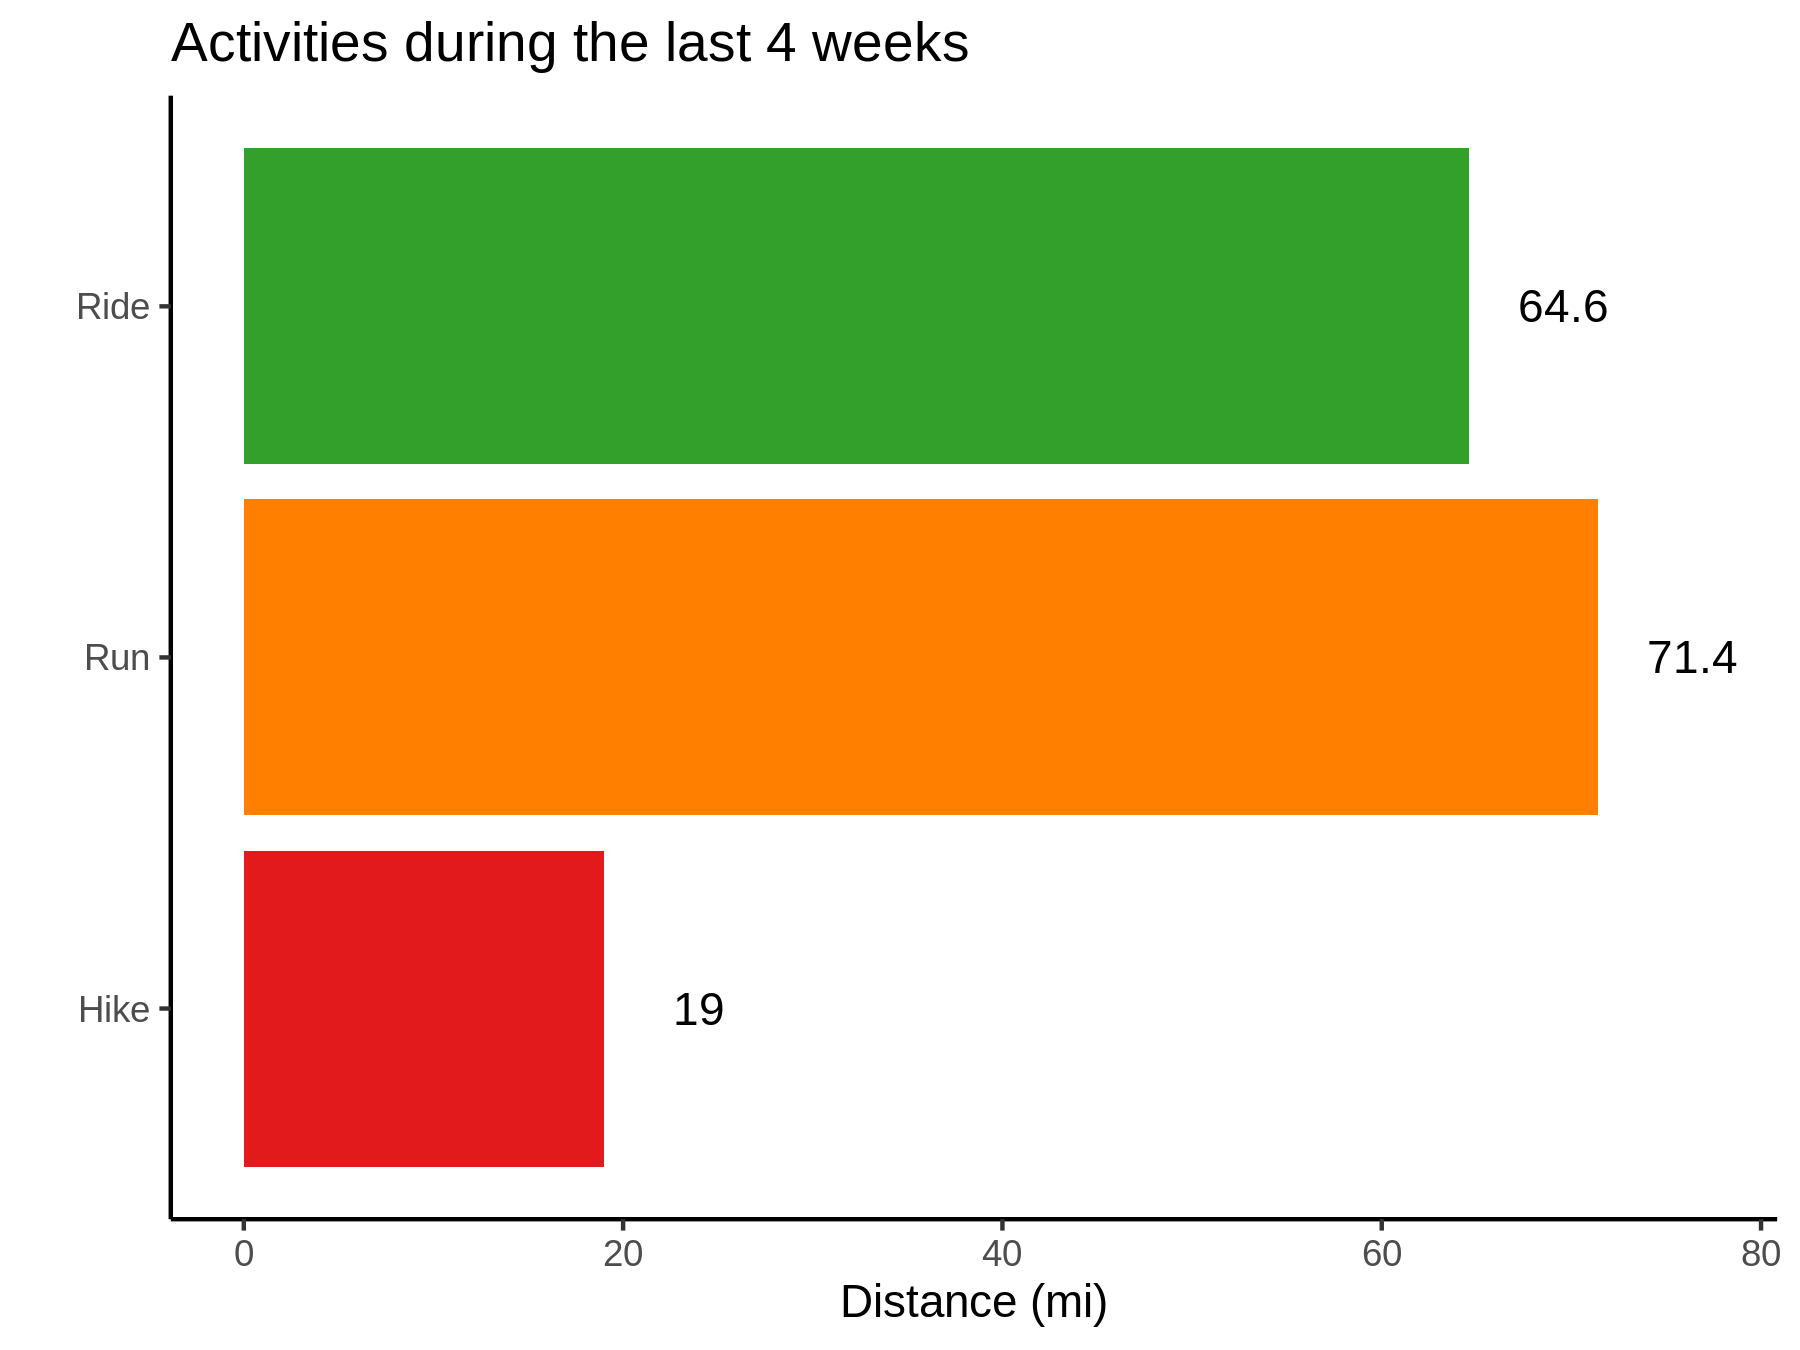 Activities during the last 4 weeks
Ride
64.6
Run
71.4
Hike
19
0 20 40 60 80
Distance (mi)